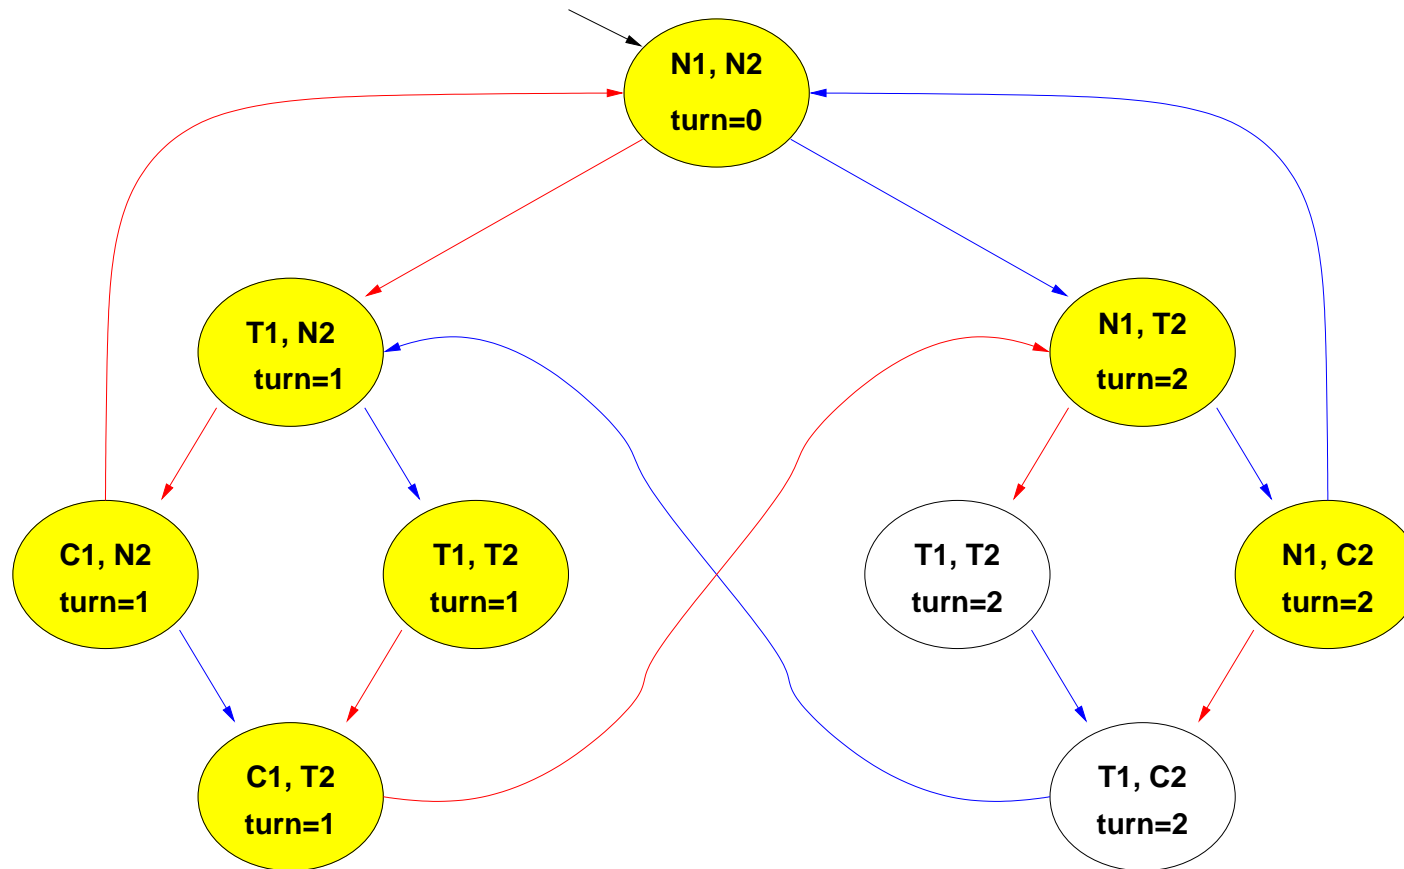 N1, N2
turn=0
T1, N2
turn=1
N1, T2
turn=2
C1, N2
turn=1
T1, T2
turn=1
T1, T2
turn=2
N1, C2
turn=2
C1, T2
turn=1
T1, C2
turn=2